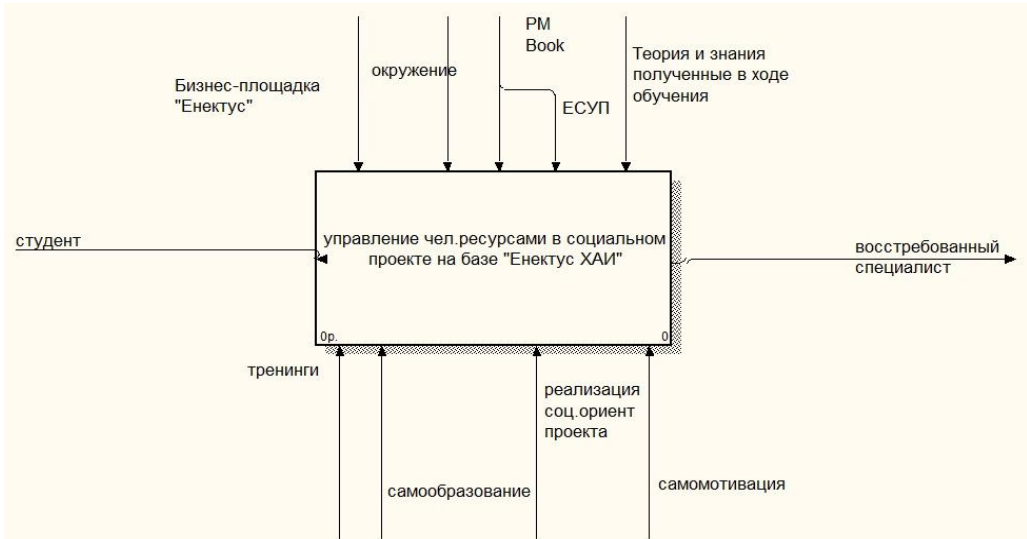 PM
Book
окружение
Теория и знания
полученные в ходе
обучения
Бизнес-площадка
"Енектус"
ЕСУП
студент
управление чел.ресурсами в социальном
проекте на базе "Енектус ХАИ"
восстребованный
специалист
0р.
0
тренинги
реализация
соц.ориент
проекта
самообразование
самомотивация